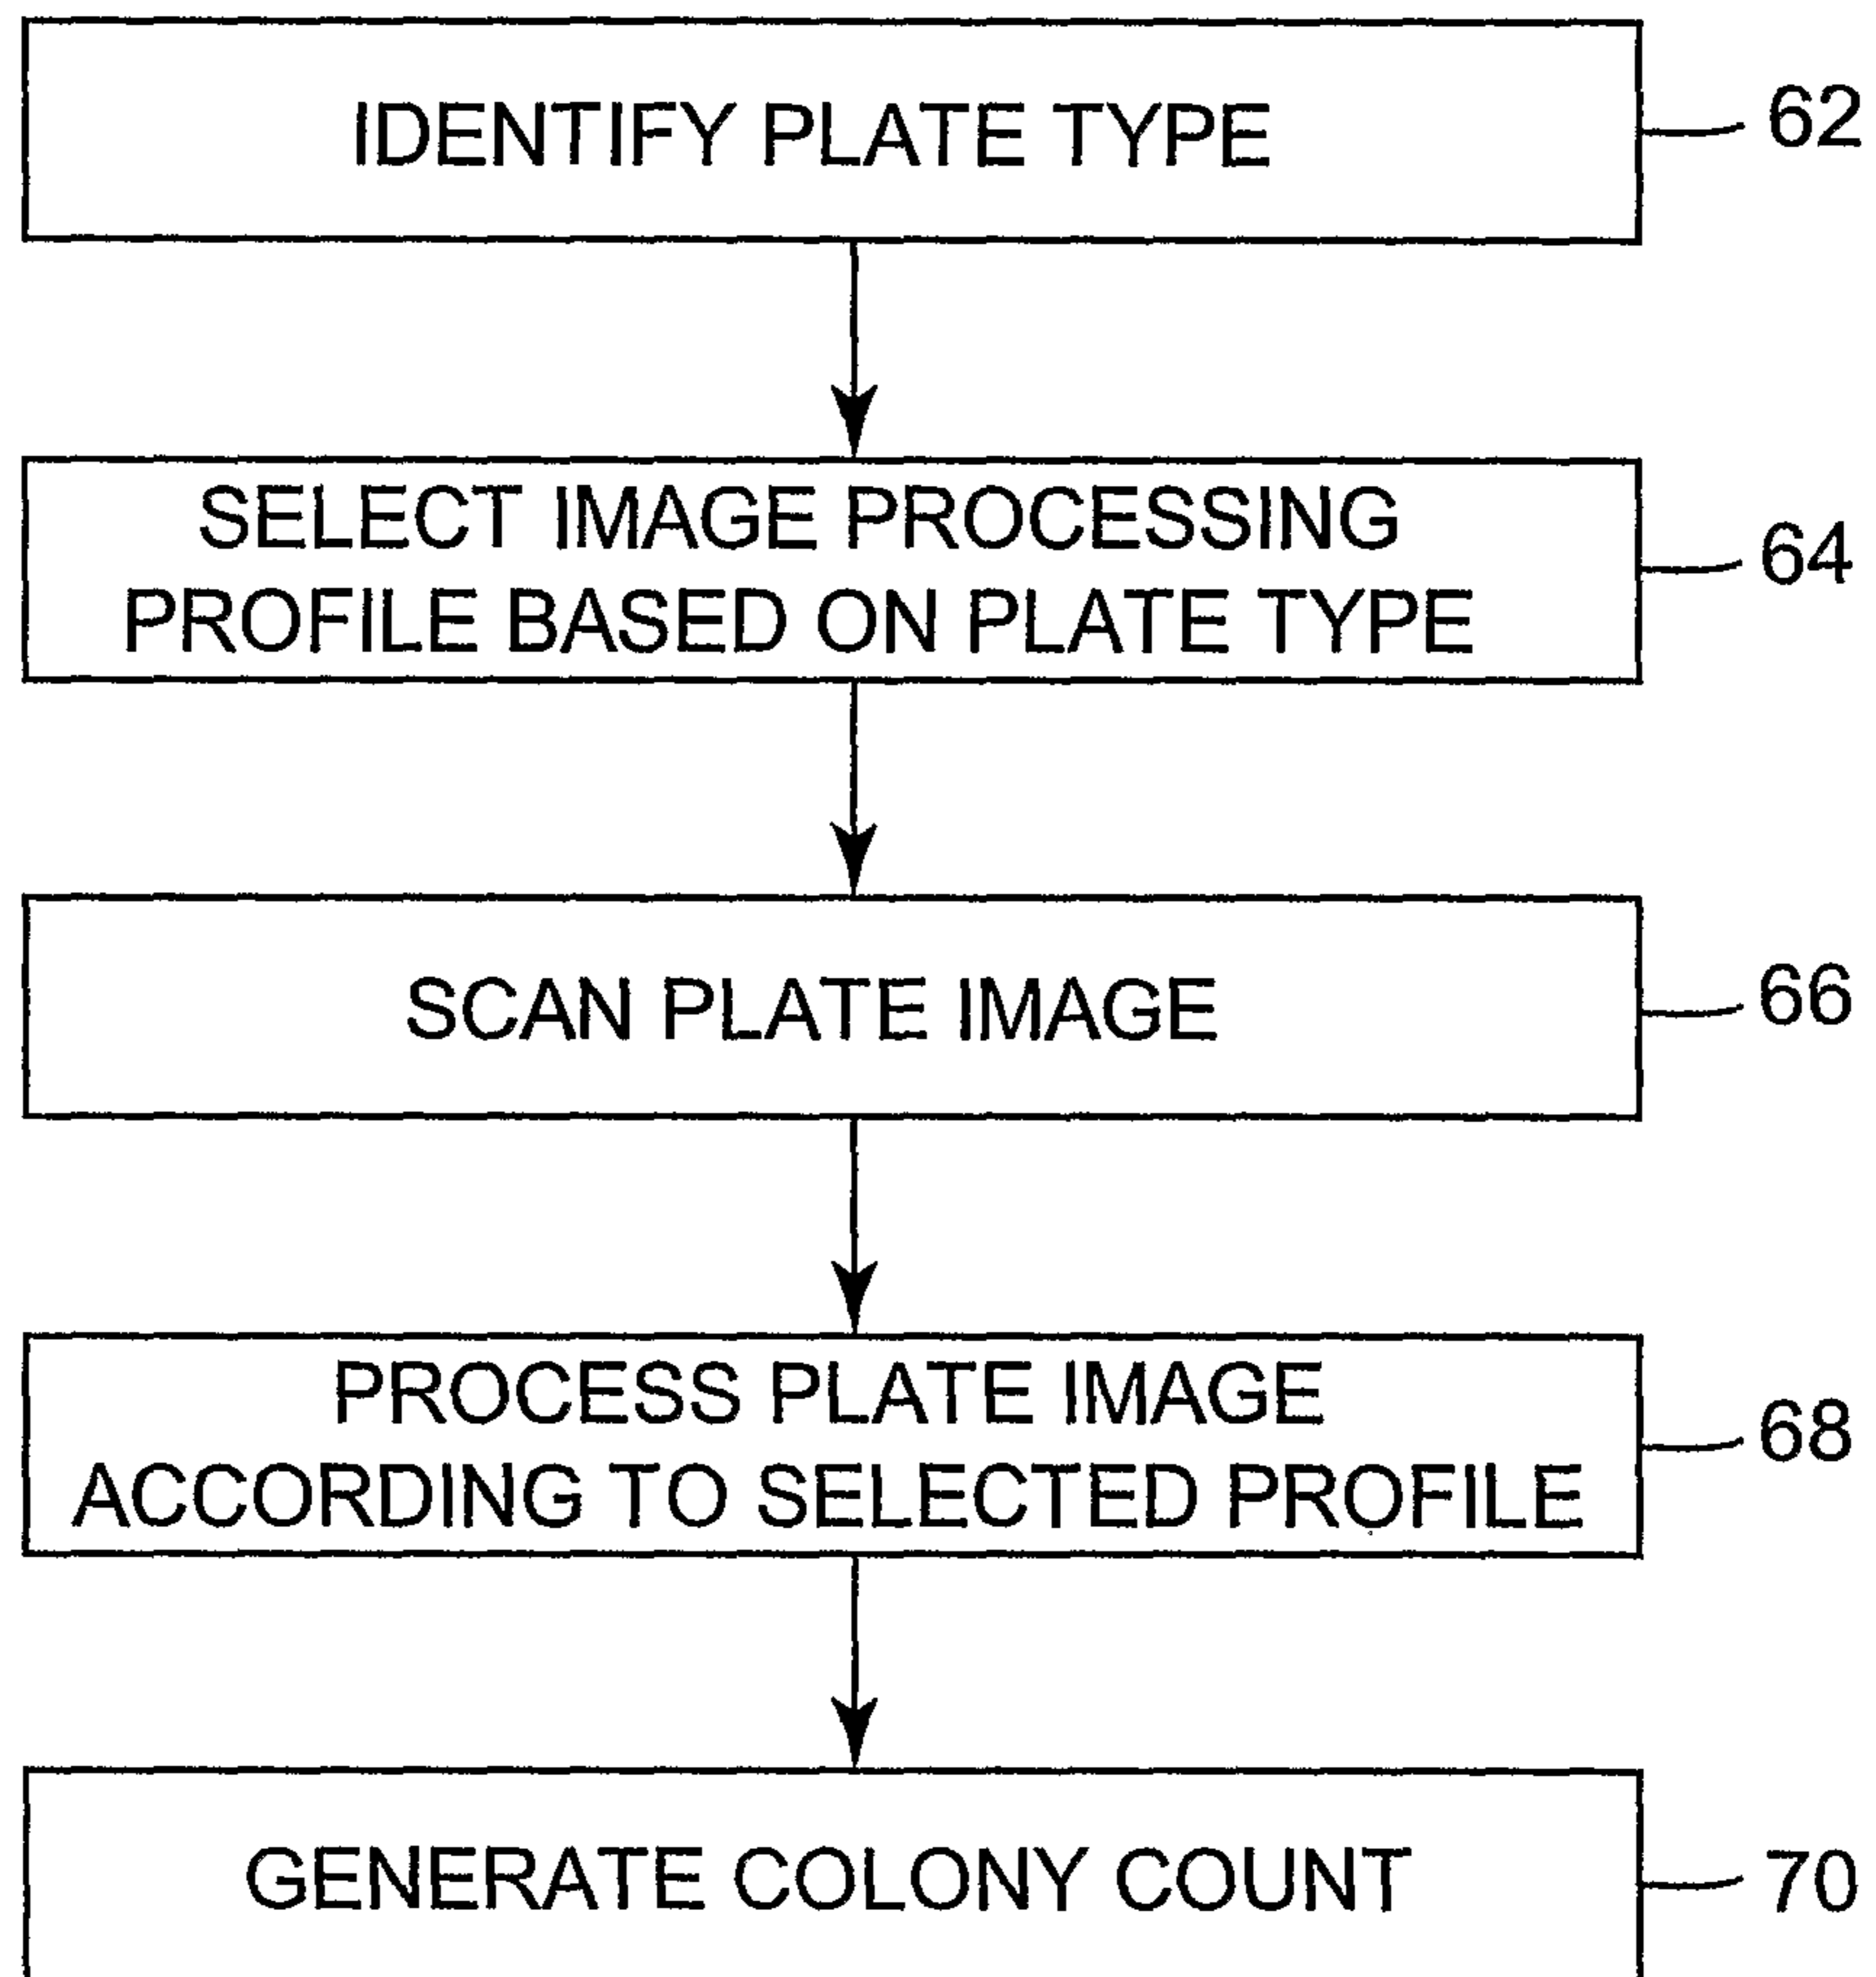 IDENTIFY PLATE TYPE
62
SELECT IMAGE PROCESSING
PROFILE BASED ON PLATE TYPE
64
SCAN PLATE IMAGE
66
PROCESS PLATE IMAGE
ACCORDING TO SELECTED PROFILE
68
GENERATE COLONY COUNT
70